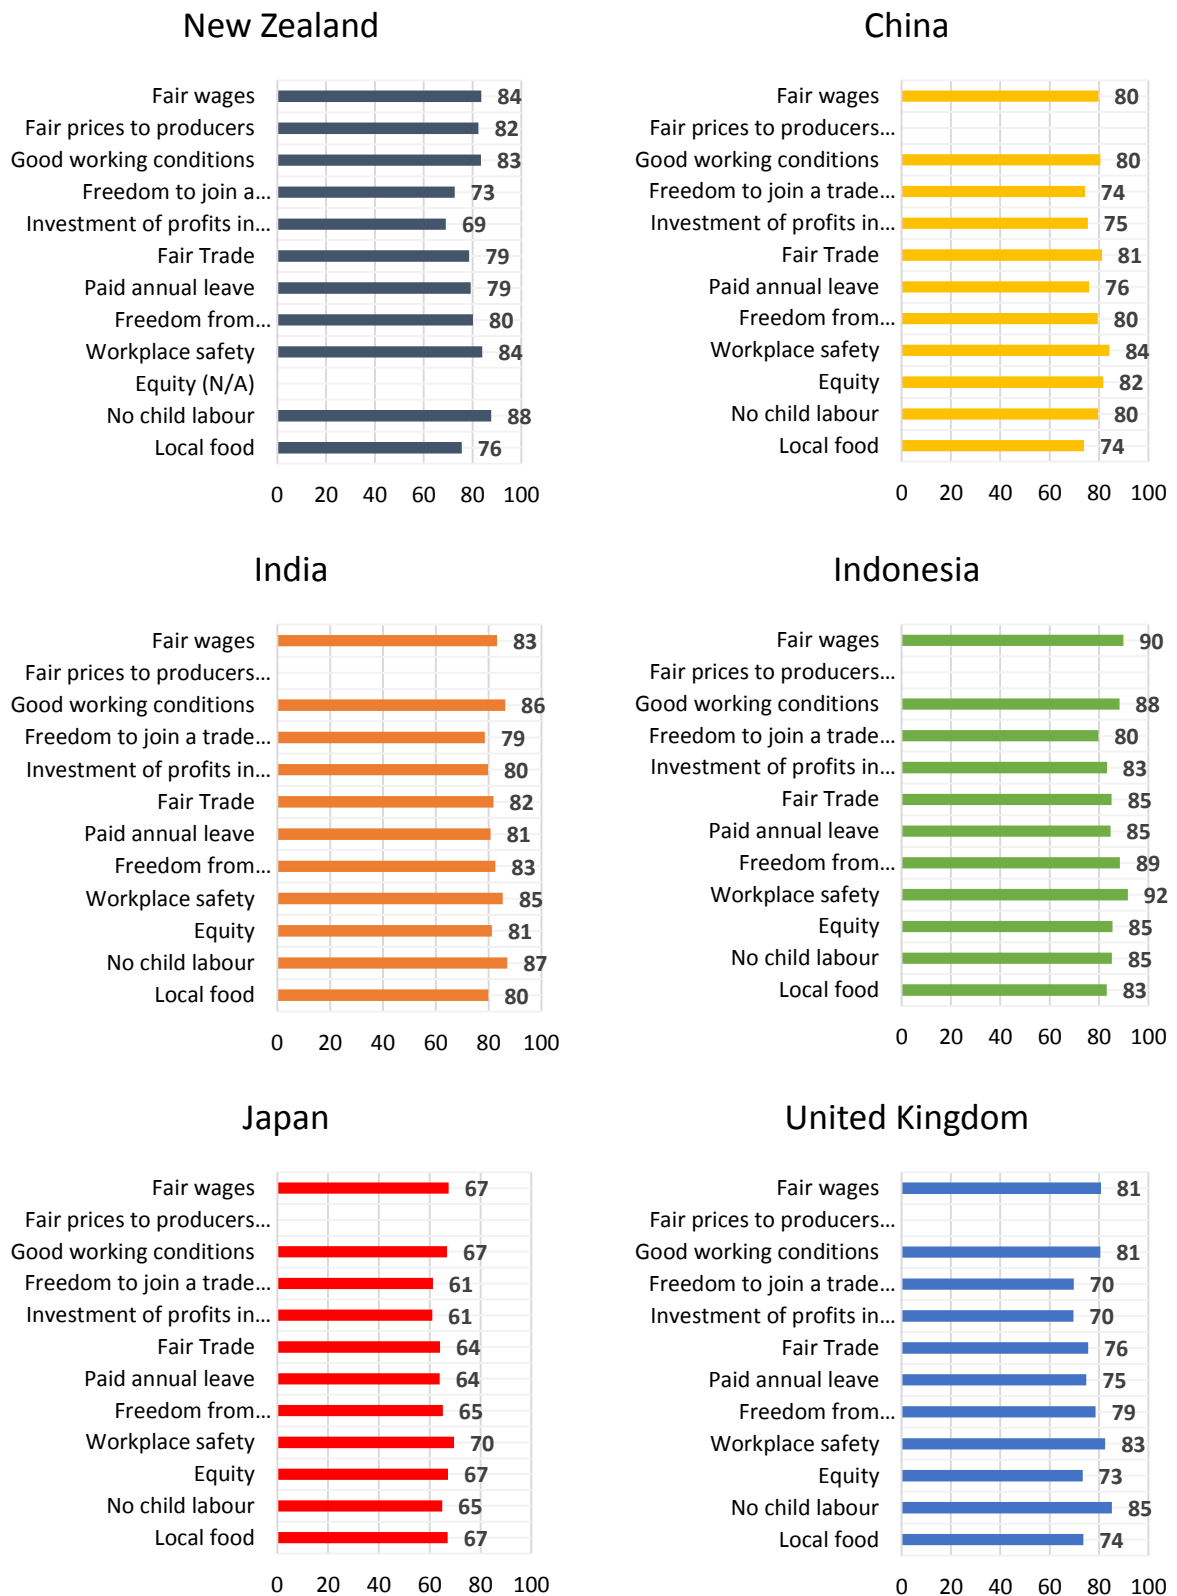 New Zealand
Fair wages 84
Fair prices to producers 82
Good working conditions 83
Freedom to join a... 73
Investment of profits in... 69
Fair Trade 79
Paid annual leave 79
Freedom from... 80
Workplace safety 84
Equity (N/A)
No child labour 88
Local food 76
0 20 40 60 80 100
China
Fair wages 80
Fair prices to producers...
Good working conditions 80
Freedom to join a trade... 74
Investment of profits in... 75
Fair Trade 81
Paid annual leave 76
Freedom from... 80
Workplace safety 84
Equity 82
No child labour 80
Local food 74
0 20 40 60 80 100
India
Fair wages 83
Fair prices to producers...
Good working conditions 86
Freedom to join a trade... 79
Investment of profits in... 80
Fair Trade 82
Paid annual leave 81
Freedom from... 83
Workplace safety 85
Equity 81
No child labour 87
Local food 80
0 20 40 60 80 100
Indonesia
Fair wages 90
Fair prices to producers...
Good working conditions 88
Freedom to join a trade... 80
Investment of profits in... 83
Fair Trade 85
Paid annual leave 85
Freedom from... 89
Workplace safety 92
Equity 85
No child labour 85
Local food 83
0 20 40 60 80 100
Japan
Fair wages 67
Fair prices to producers...
Good working conditions 67
Freedom to join a trade... 61
Investment of profits in... 61
Fair Trade 64
Paid annual leave 64
Freedom from... 65
Workplace safety 70
Equity 67
No child labour 65
Local food 67
0 20 40 60 80 100
United Kingdom
Fair wages 81
Fair prices to producers...
Good working conditions 81
Freedom to join a trade... 70
Investment of profits in... 70
Fair Trade 76
Paid annual leave 75
Freedom from... 79
Workplace safety 83
Equity 73
No child labour 85
Local food 74
0 20 40 60 80 100